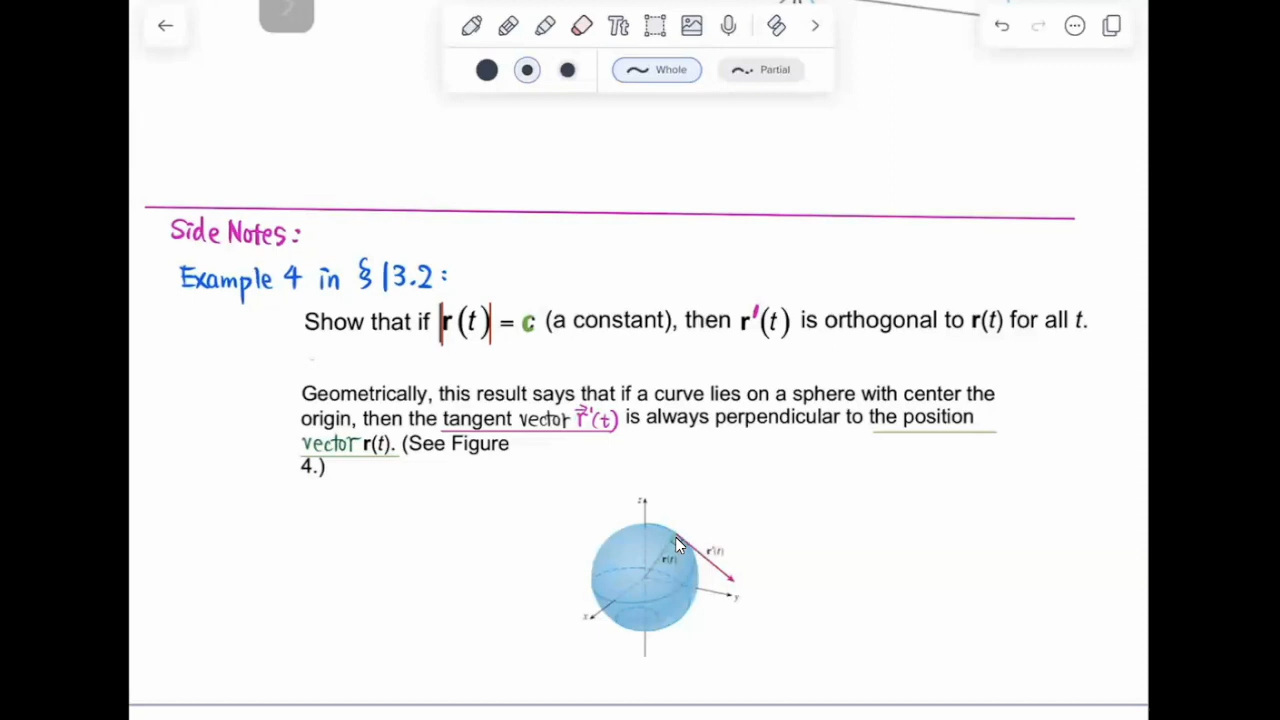 Whole
Partial
Side Notes:
Example 4 in § 13.2:
Show that if |r(t)| = c (a constant), then r'(t) is orthogonal to r(t) for all t.
Geometrically, this result says that if a curve lies on a sphere with center the
origin, then the tangent vector r⃗'(t) is always perpendicular to the position
vector r(t). (See Figure
4.)
z
r(t)
r'(t)
x
y